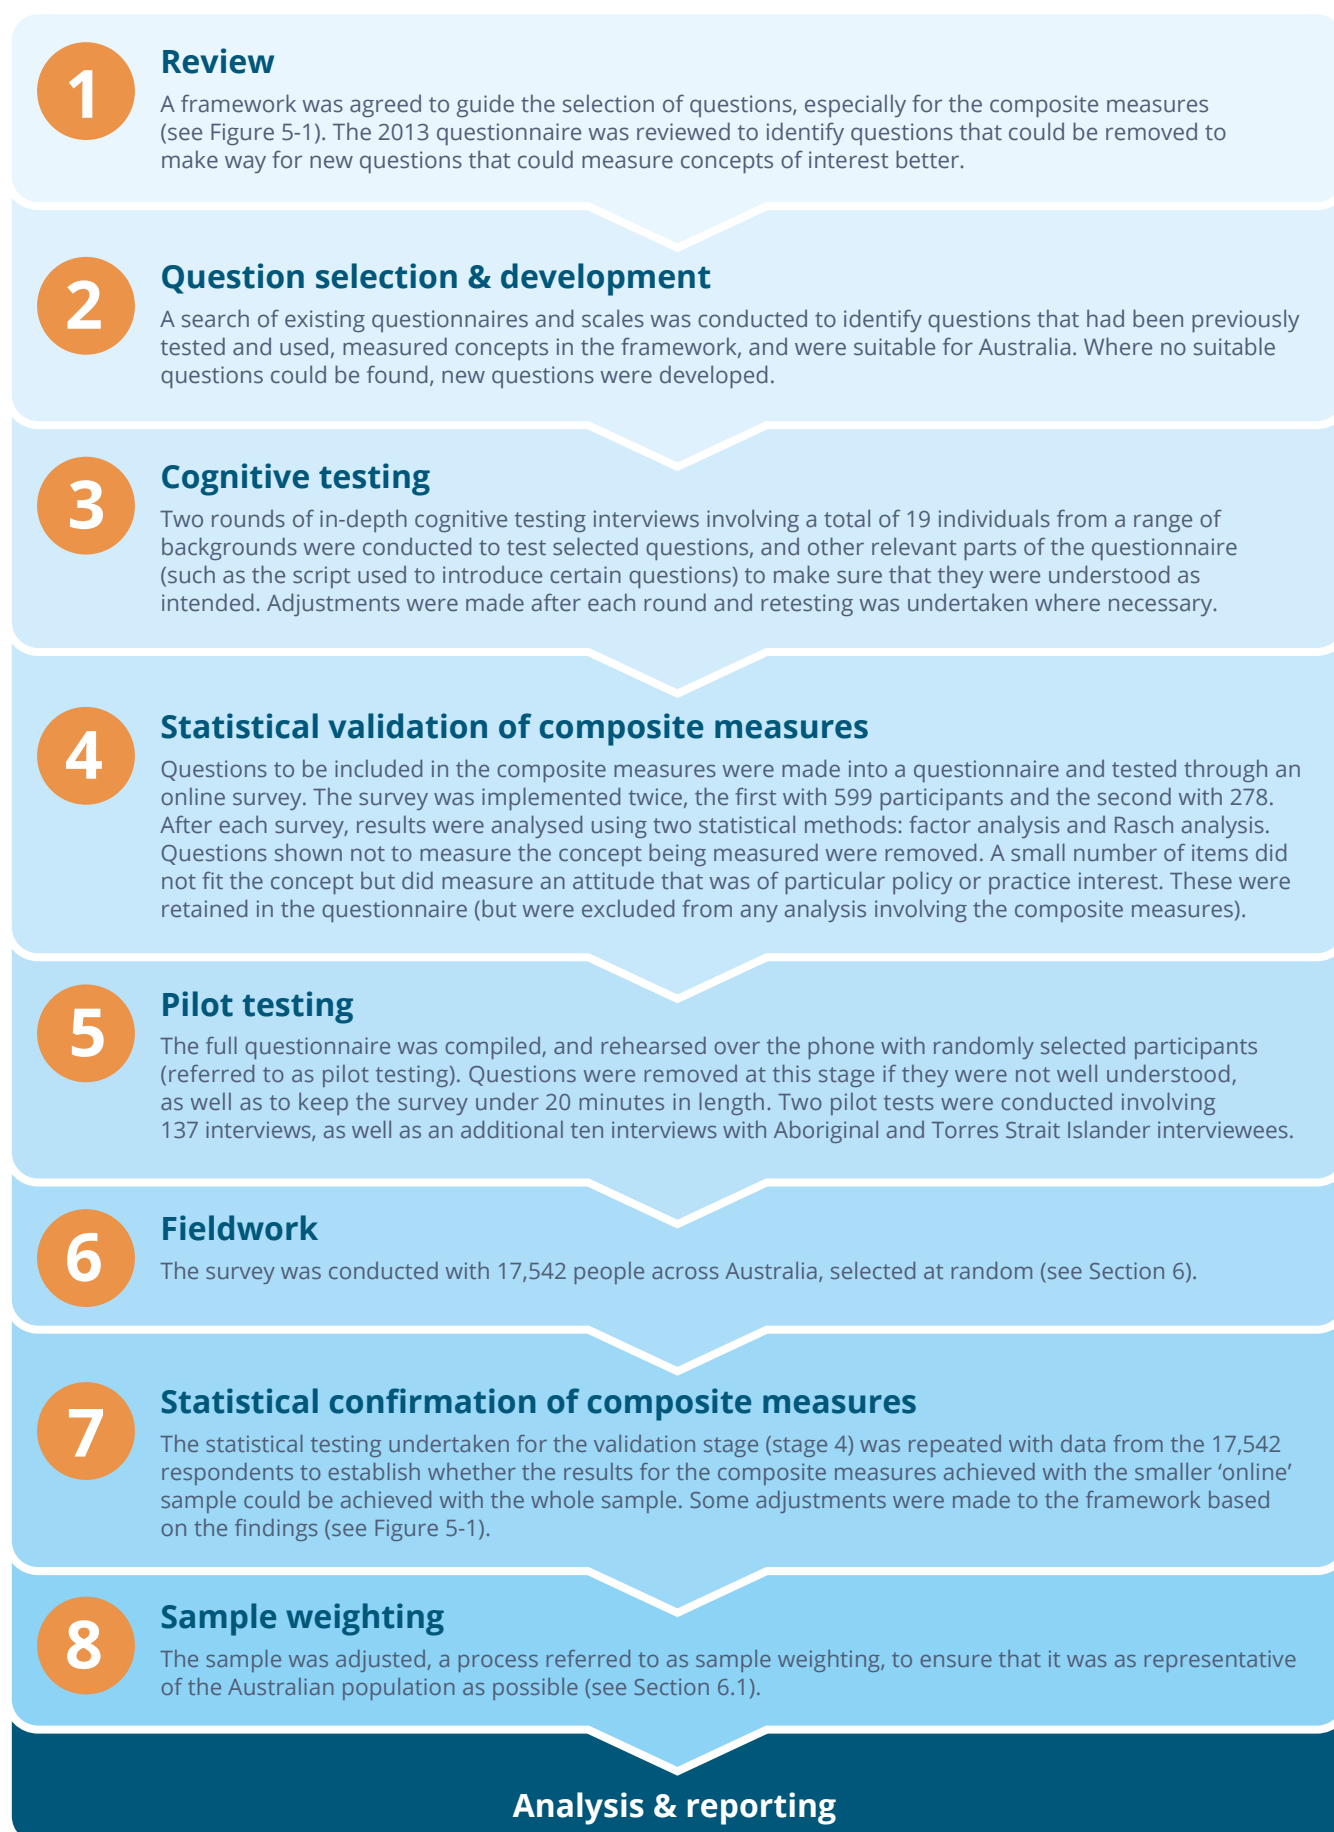 1
Review
A framework was agreed to guide the selection of questions, especially for the composite measures
(see Figure 5-1). The 2013 questionnaire was reviewed to identify questions that could be removed to
make way for new questions that could measure concepts of interest better.
2
Question selection & development
A search of existing questionnaires and scales was conducted to identify questions that had been previously
tested and used, measured concepts in the framework, and were suitable for Australia. Where no suitable
questions could be found, new questions were developed.
3
Cognitive testing
Two rounds of in-depth cognitive testing interviews involving a total of 19 individuals from a range of
backgrounds were conducted to test selected questions, and other relevant parts of the questionnaire
(such as the script used to introduce certain questions) to make sure that they were understood as
intended. Adjustments were made after each round and retesting was undertaken where necessary.
4
Statistical validation of composite measures
Questions to be included in the composite measures were made into a questionnaire and tested through an
online survey. The survey was implemented twice, the first with 599 participants and the second with 278.
After each survey, results were analysed using two statistical methods: factor analysis and Rasch analysis.
Questions shown not to measure the concept being measured were removed. A small number of items did
not fit the concept but did measure an attitude that was of particular policy or practice interest. These were
retained in the questionnaire (but were excluded from any analysis involving the composite measures).
5
Pilot testing
The full questionnaire was compiled, and rehearsed over the phone with randomly selected participants
(referred to as pilot testing). Questions were removed at this stage if they were not well understood,
as well as to keep the survey under 20 minutes in length. Two pilot tests were conducted involving
137 interviews, as well as an additional ten interviews with Aboriginal and Torres Strait Islander interviewees.
6
Fieldwork
The survey was conducted with 17,542 people across Australia, selected at random (see Section 6).
7
Statistical confirmation of composite measures
The statistical testing undertaken for the validation stage (stage 4) was repeated with data from the 17,542
respondents to establish whether the results for the composite measures achieved with the smaller ‘online’
sample could be achieved with the whole sample. Some adjustments were made to the framework based
on the findings (see Figure 5-1).
8
Sample weighting
The sample was adjusted, a process referred to as sample weighting, to ensure that it was as representative
of the Australian population as possible (see Section 6.1).
Analysis & reporting